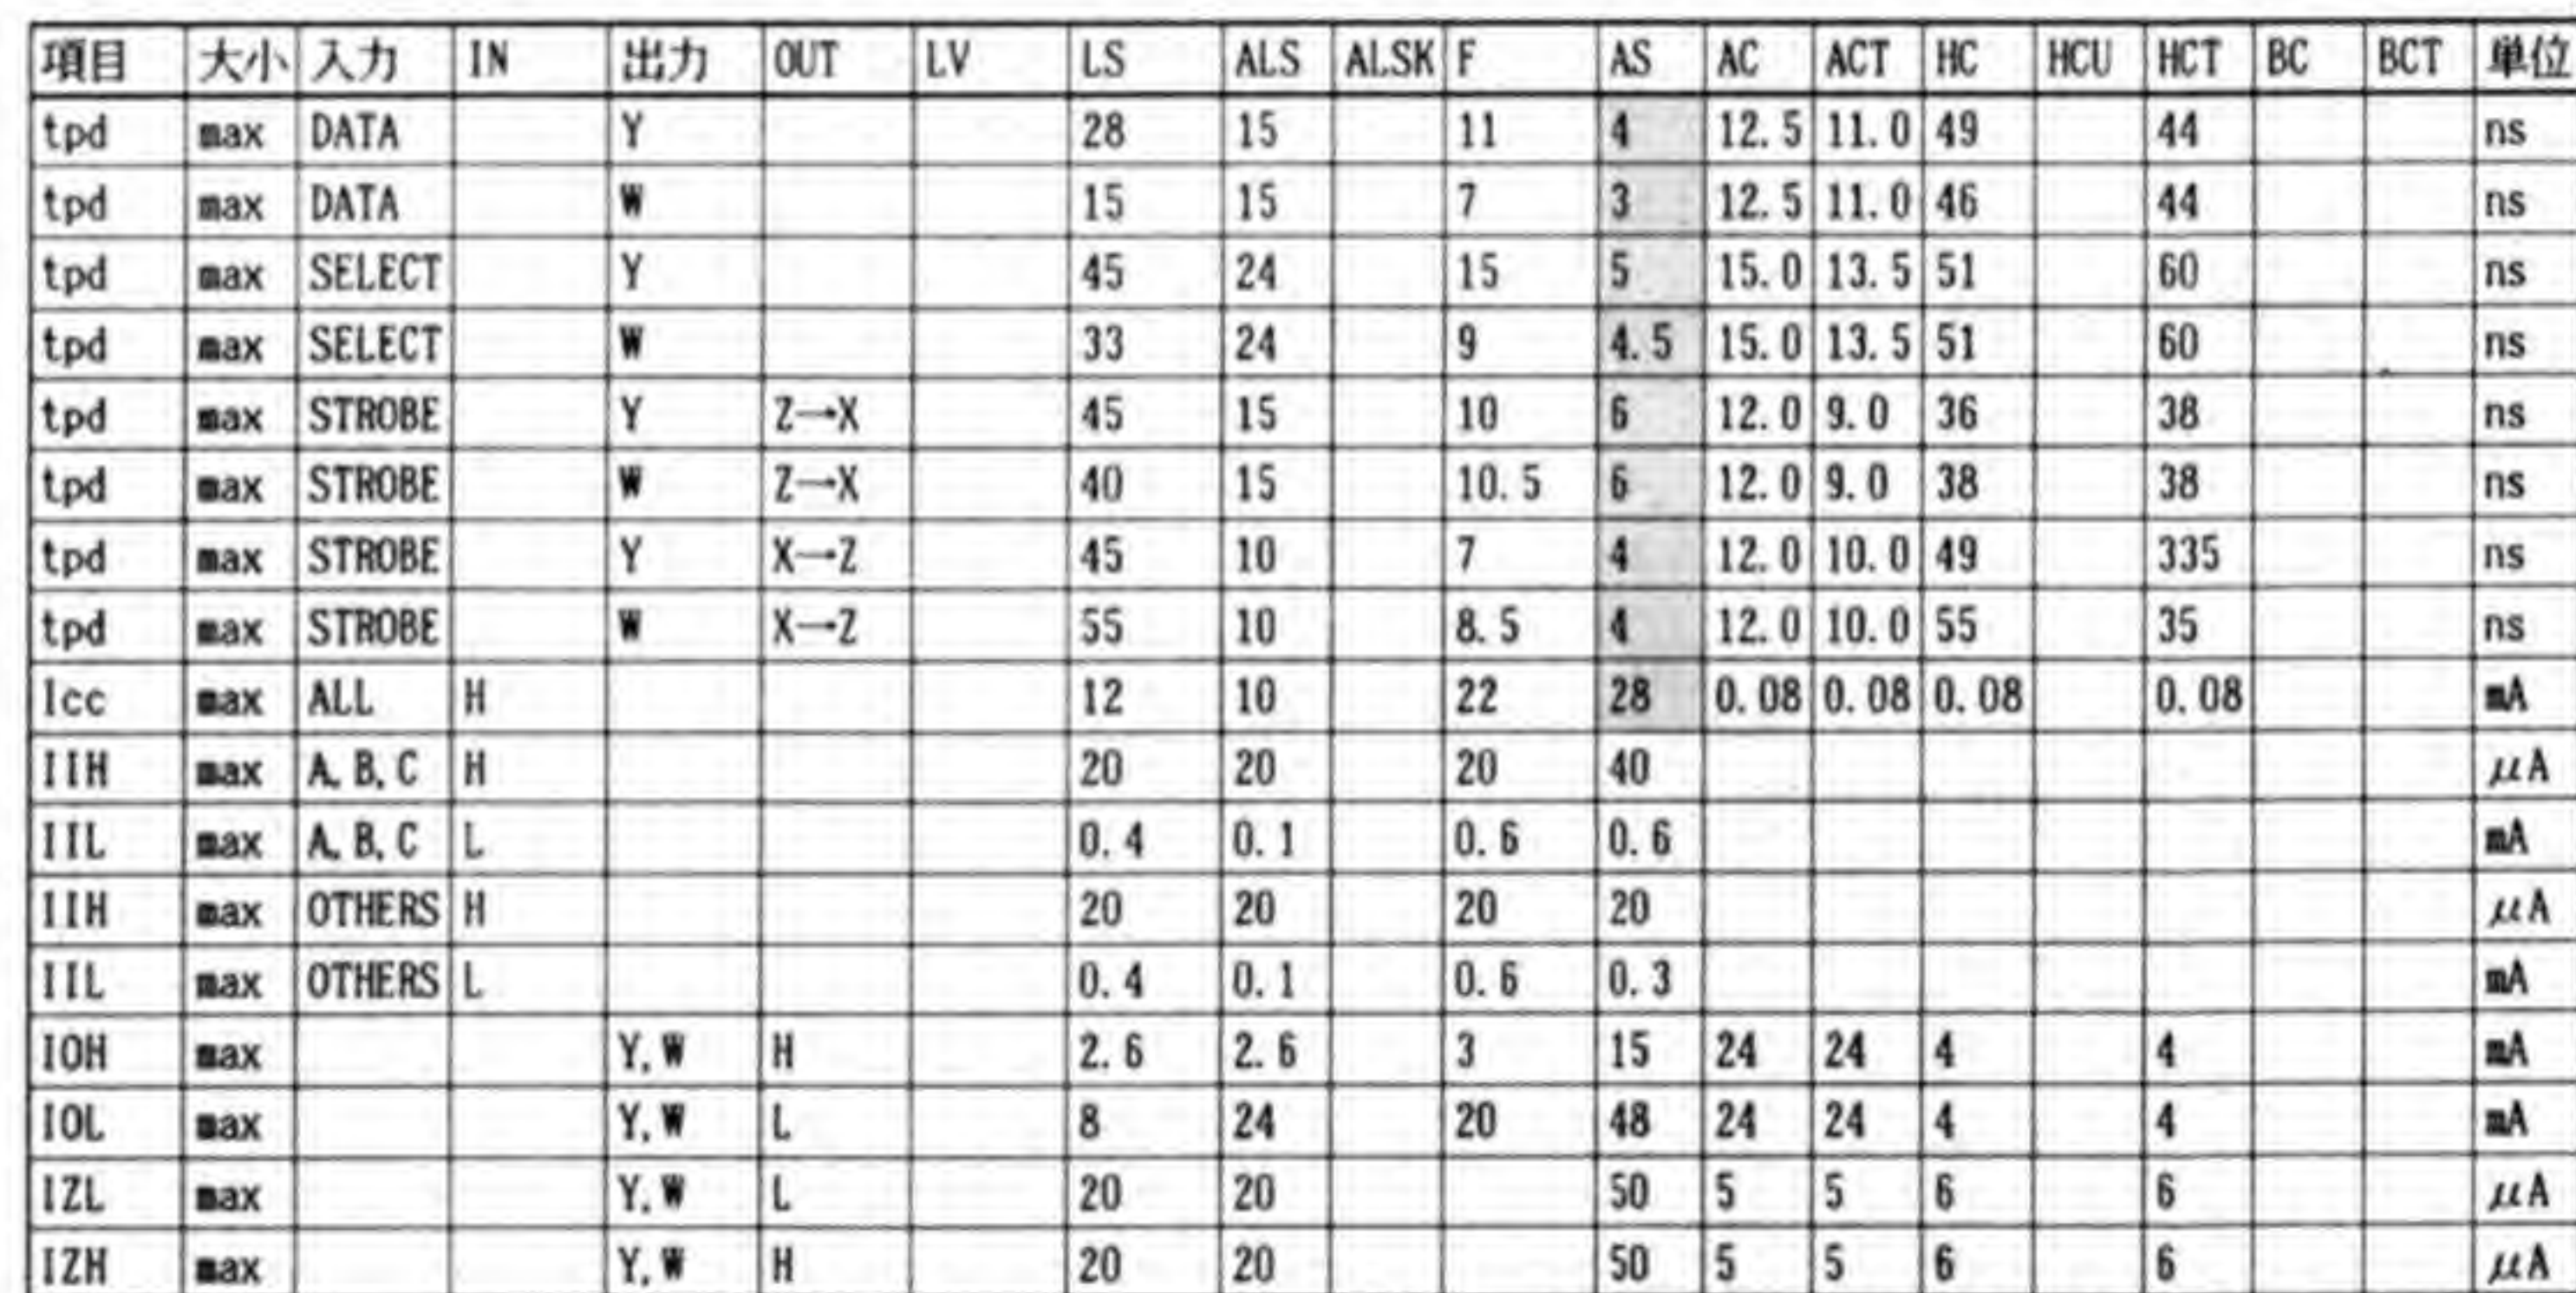 項目 大小 入力 IN 出力 OUT LV LS ALS ALSK F AS AC ACT HC HCU HCT BC BCT 単位
tpd max DATA Y 28 15 11 4 12.5 11.0 49 44 ns
tpd max DATA W 15 15 7 3 12.5 11.0 46 44 ns
tpd max SELECT Y 45 24 15 5 15.0 13.5 51 60 ns
tpd max SELECT W 33 24 9 4.5 15.0 13.5 51 60 ns
tpd max STROBE Y Z→X 45 15 10 6 12.0 9.0 36 38 ns
tpd max STROBE W Z→X 40 15 10.5 6 12.0 9.0 38 38 ns
tpd max STROBE Y X→Z 45 10 7 4 12.0 10.0 49 335 ns
tpd max STROBE W X→Z 55 10 8.5 4 12.0 10.0 55 35 ns
Icc max ALL H 12 10 22 28 0.08 0.08 0.08 0.08 mA
IIH max A,B,C H 20 20 20 40 μA
IIL max A,B,C L 0.4 0.1 0.6 0.6 mA
IIH max OTHERS H 20 20 20 20 μA
IIL max OTHERS L 0.4 0.1 0.6 0.3 mA
IOH max Y,W H 2.6 2.6 3 15 24 24 4 4 mA
IOL max Y,W L 8 24 20 48 24 24 4 4 mA
IZL max Y,W L 20 20 50 5 5 6 6 μA
IZH max Y,W H 20 20 50 5 5 6 6 μA